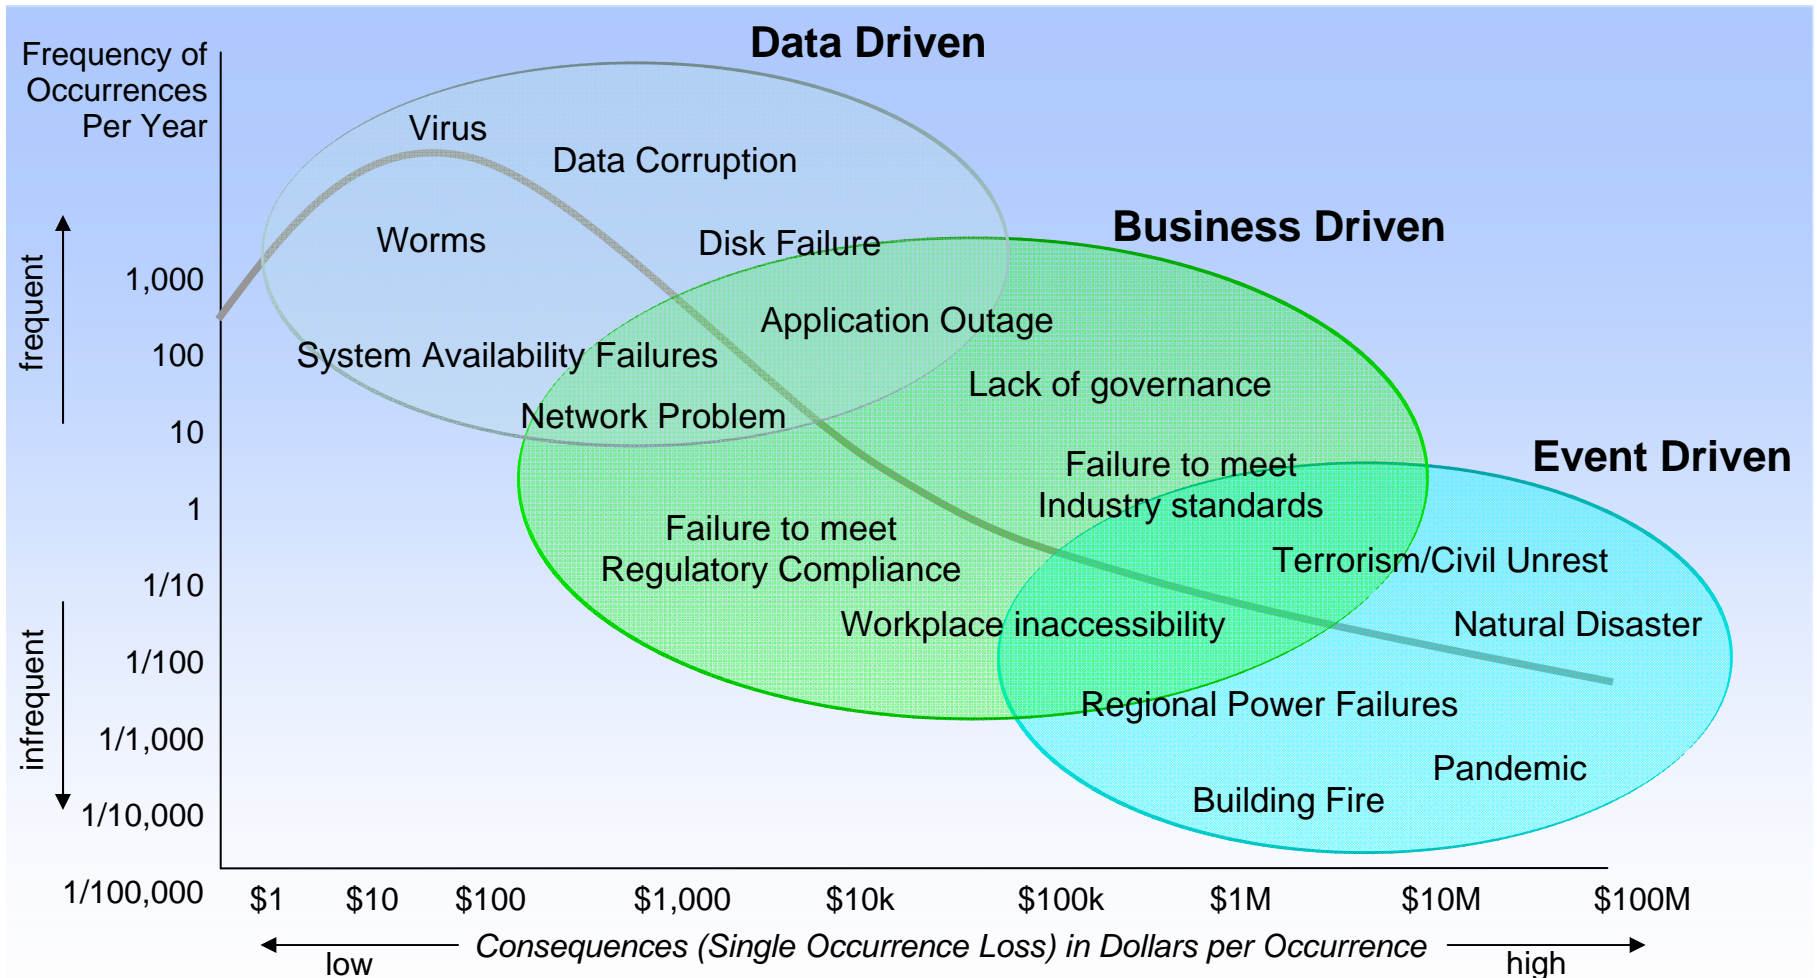 Data Driven
Frequency of
Occurrences
Per Year
Virus
Data Corruption
Business Driven
Worms
Disk Failure
frequent
1,000
Application Outage
100
System Availability Failures
Lack of governance
10
Network Problem
Event Driven
Failure to meet
Industry standards
1
Failure to meet
Regulatory Compliance
Terrorism/Civil Unrest
1/10
Workplace inaccessibility
Natural Disaster
infrequent
1/100
Regional Power Failures
1/1,000
Pandemic
Building Fire
1/10,000
1/100,000
$1 $10 $100 $1,000 $10k $100k $1M $10M $100M
Consequences (Single Occurrence Loss) in Dollars per Occurrence
low
high